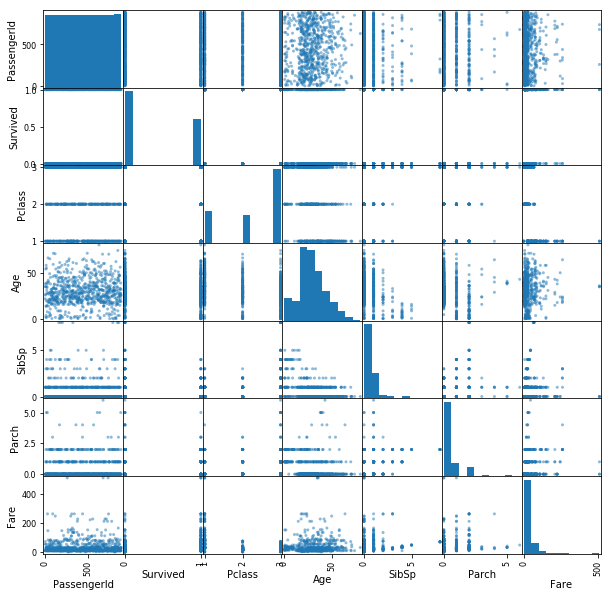 PassengerId
500
0
Survived
1.0
0.5
0.0
Pclass
3
2
1
Age
50
0
SibSp
5
0
Parch
5.0
2.5
0.0
Fare
400
200
0
0 500 0 1 1 2 3 0 50 0 5 0 5 0 500
PassengerId Survived Pclass Age SibSp Parch Fare